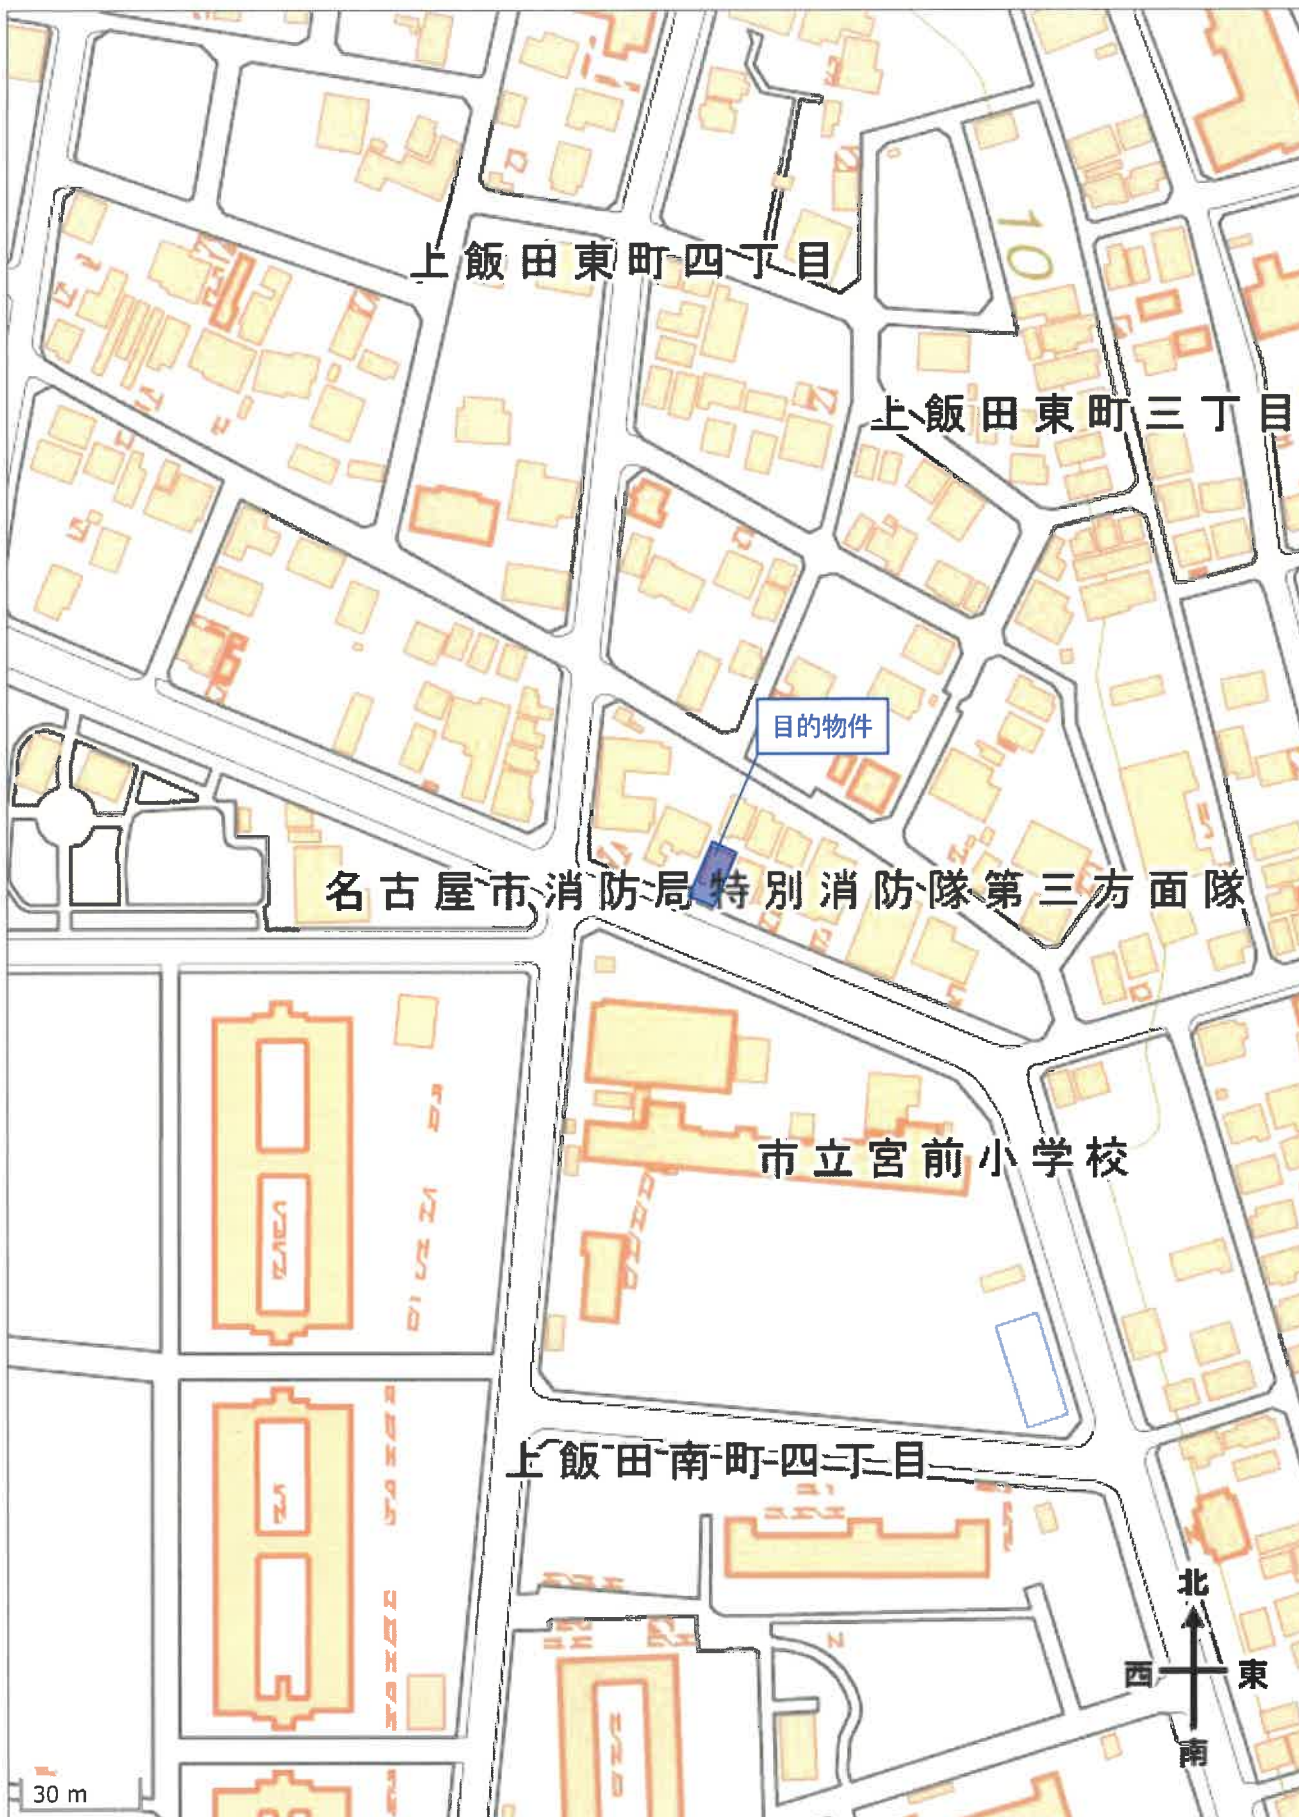 上飯田東町四丁目
10
上飯田東町三丁目
目的物件
名古屋市消防局特別消防隊第三方面隊
市立宮前小学校
上飯田南町四丁目
北
西 東
南
30 m